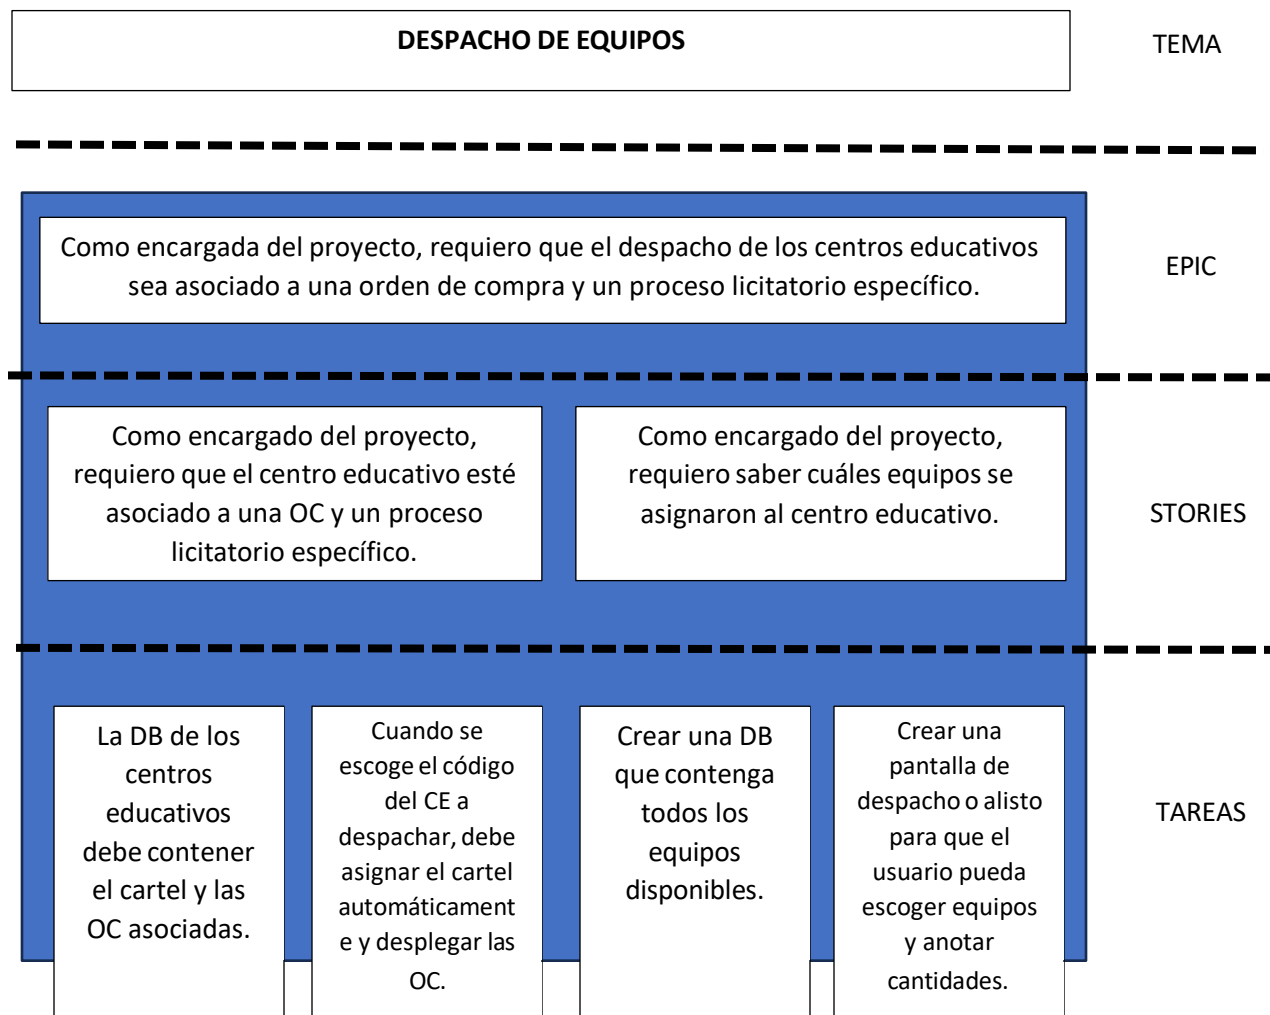 DESPACHO DE EQUIPOS
TEMA
Como encargada del proyecto, requiero que el despacho de los centros educativos
sea asociado a una orden de compra y un proceso licitatorio específico.
EPIC
Como encargado del proyecto,
requiero que el centro educativo esté
asociado a una OC y un proceso
licitatorio específico.
Como encargado del proyecto,
requiero saber cuáles equipos se
asignaron al centro educativo.
STORIES
La DB de los
centros
educativos
debe contener
el cartel y las
OC asociadas.
Cuando se
escoge el código
del CE a
despachar, debe
asignar el cartel
automáticament
e y desplegar las
OC.
Crear una DB
que contenga
todos los
equipos
disponibles.
Crear una
pantalla de
despacho o alisto
para que el
usuario pueda
escoger equipos
y anotar
cantidades.
TAREAS